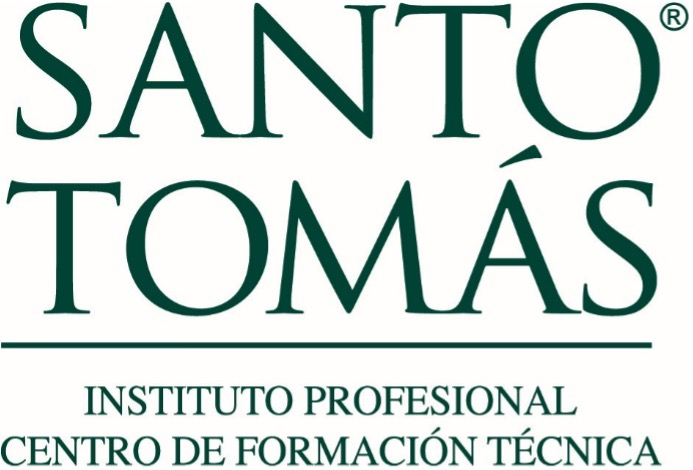 SANTO®
TOMÁS
INSTITUTO PROFESIONAL
CENTRO DE FORMACIÓN TÉCNICA